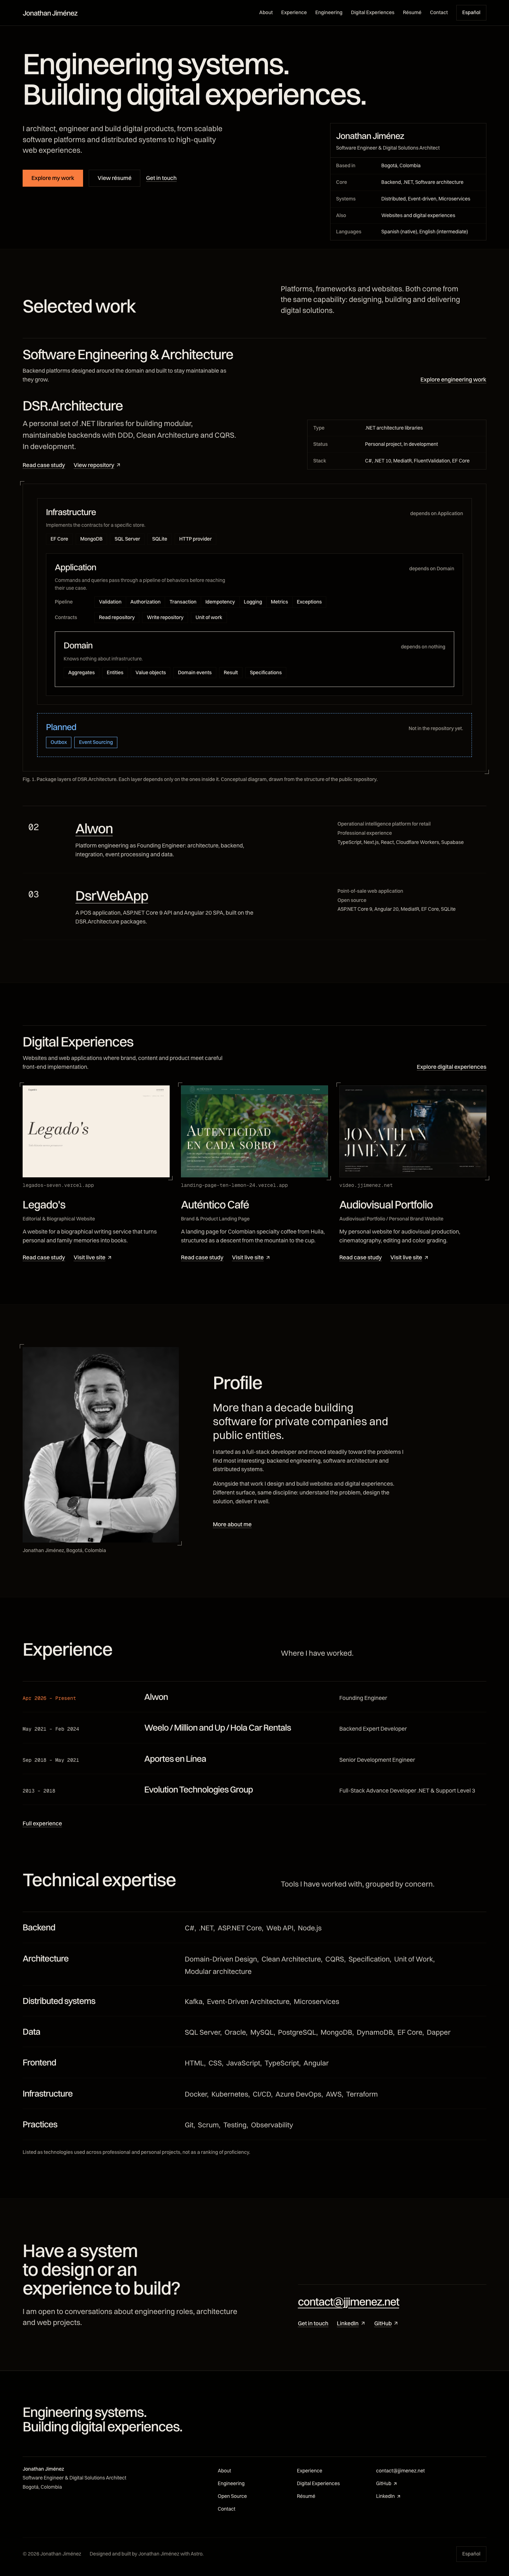 Jonathan Jiménez
About Experience Engineering Digital Experiences Résumé Contact Español
Engineering systems.
Building digital experiences.
I architect, engineer and build digital products, from scalable
software platforms and distributed systems to high-quality
web experiences.
Explore my work View résumé Get in touch
Jonathan Jiménez
Software Engineer & Digital Solutions Architect
Based in Bogotá, Colombia
Core Backend, .NET, Software architecture
Systems Distributed, Event-driven, Microservices
Also Websites and digital experiences
Languages Spanish (native), English (intermediate)
Selected work
Platforms, frameworks and websites. Both come from
the same capability: designing, building and delivering
digital solutions.
Software Engineering & Architecture
Backend platforms designed around the domain and built to stay maintainable as
they grow.
Explore engineering work
DSR.Architecture
A personal set of .NET libraries for building modular,
maintainable backends with DDD, Clean Architecture and CQRS.
In development.
Read case study View repository ↗
Type .NET architecture libraries
Status Personal project, in development
Stack C#, .NET 10, MediatR, FluentValidation, EF Core
Infrastructure
depends on Application
Implements the contracts for a specific store.
EF Core MongoDB SQL Server SQLite HTTP provider
Application
depends on Domain
Commands and queries pass through a pipeline of behaviors before reaching
their use case.
Pipeline Validation Authorization Transaction Idempotency Logging Metrics Exceptions
Contracts Read repository Write repository Unit of work
Domain
depends on nothing
Knows nothing about infrastructure.
Aggregates Entities Value objects Domain events Result Specifications
Planned
Not in the repository yet.
Outbox Event Sourcing
Fig. 1. Package layers of DSR.Architecture. Each layer depends only on the ones inside it. Conceptual diagram, drawn from the structure of the public repository.
02
Alwon
Platform engineering as Founding Engineer: architecture, backend,
integration, event processing and data.
Operational intelligence platform for retail
Professional experience
TypeScript, Next.js, React, Cloudflare Workers, Supabase
03
DsrWebApp
A POS application, ASP.NET Core 9 API and Angular 20 SPA, built on the
DSR.Architecture packages.
Point-of-sale web application
Open source
ASP.NET Core 9, Angular 20, MediatR, EF Core, SQLite
Digital Experiences
Websites and web applications where brand, content and product meet careful
front-end implementation.
Explore digital experiences
Legado's
AUTENTICIDAD
EN CADA SORBO
JONATHAN
JIMÉNEZ
legados-seven.vercel.app
landing-page-ten-lemon-24.vercel.app
video.jjimenez.net
Legado's
Editorial & Biographical Website
A website for a biographical writing service that turns
personal and family memories into books.
Read case study Visit live site ↗
Auténtico Café
Brand & Product Landing Page
A landing page for Colombian specialty coffee from Huila,
structured as a descent from the mountain to the cup.
Read case study Visit live site ↗
Audiovisual Portfolio
Audiovisual Portfolio / Personal Brand Website
My personal website for audiovisual production,
cinematography, editing and color grading.
Read case study Visit live site ↗
Profile
More than a decade building
software for private companies and
public entities.
I started as a full-stack developer and moved steadily toward the problems I
find most interesting: backend engineering, software architecture and
distributed systems.
Alongside that work I design and build websites and digital experiences.
Different surface, same discipline: understand the problem, design the
solution, deliver it well.
More about me
Jonathan Jiménez, Bogotá, Colombia
Experience
Where I have worked.
Apr 2026 - Present Alwon Founding Engineer
May 2021 - Feb 2024 Weelo / Million and Up / Hola Car Rentals Backend Expert Developer
Sep 2018 - May 2021 Aportes en Línea Senior Development Engineer
2013 - 2018 Evolution Technologies Group Full-Stack Advance Developer .NET & Support Level 3
Full experience
Technical expertise
Tools I have worked with, grouped by concern.
Backend C#, .NET, ASP.NET Core, Web API, Node.js
Architecture Domain-Driven Design, Clean Architecture, CQRS, Specification, Unit of Work,
Modular architecture
Distributed systems Kafka, Event-Driven Architecture, Microservices
Data SQL Server, Oracle, MySQL, PostgreSQL, MongoDB, DynamoDB, EF Core, Dapper
Frontend HTML, CSS, JavaScript, TypeScript, Angular
Infrastructure Docker, Kubernetes, CI/CD, Azure DevOps, AWS, Terraform
Practices Git, Scrum, Testing, Observability
Listed as technologies used across professional and personal projects, not as a ranking of proficiency.
Have a system
to design or an
experience to build?
I am open to conversations about engineering roles, architecture
and web projects.
contact@jjimenez.net
Get in touch LinkedIn ↗ GitHub ↗
Engineering systems.
Building digital experiences.
Jonathan Jiménez
Software Engineer & Digital Solutions Architect
Bogotá, Colombia
About Experience contact@jjimenez.net
Engineering Digital Experiences GitHub ↗
Open Source Résumé LinkedIn ↗
Contact
© 2026 Jonathan Jiménez Designed and built by Jonathan Jiménez with Astro. Español